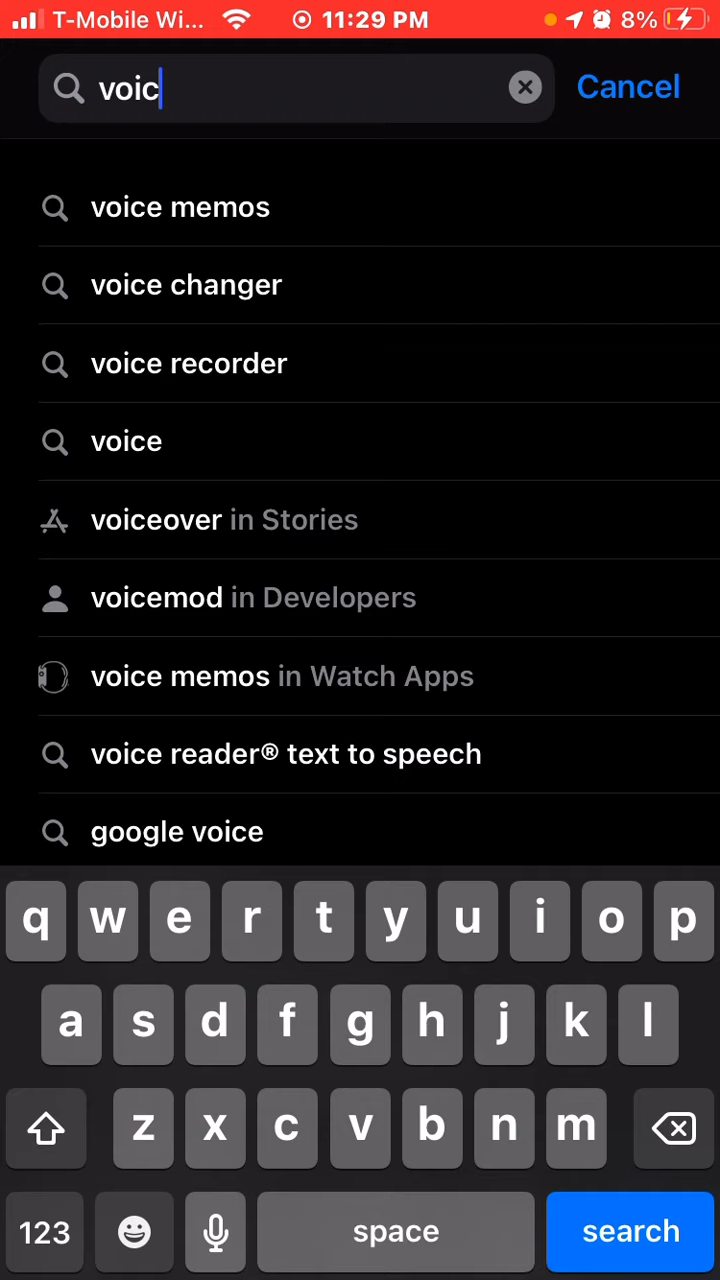 T-Mobile Wi... 11:29 PM 8%
voic Cancel
voice memos
voice changer
voice recorder
voice
voiceover in Stories
voicemod in Developers
voice memos in Watch Apps
voice reader® text to speech
google voice
q w e r t y u i o p
a s d f g h j k l
z x c v b n m
123 space search